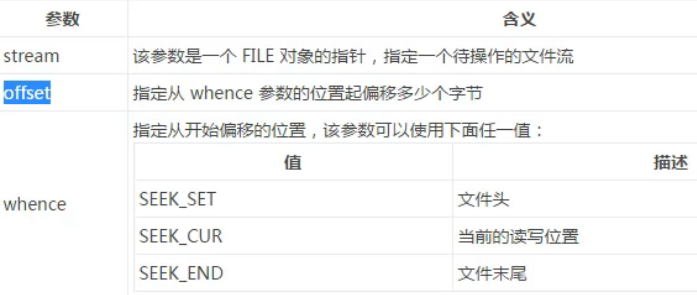 参数 含义
stream 该参数是一个 FILE 对象的指针，指定一个待操作的文件流
offset 指定从 whence 参数的位置起偏移多少个字节
指定从开始偏移的位置，该参数可以使用下面任一值：
值 描述
whence SEEK_SET 文件头
SEEK_CUR 当前的读写位置
SEEK_END 文件末尾